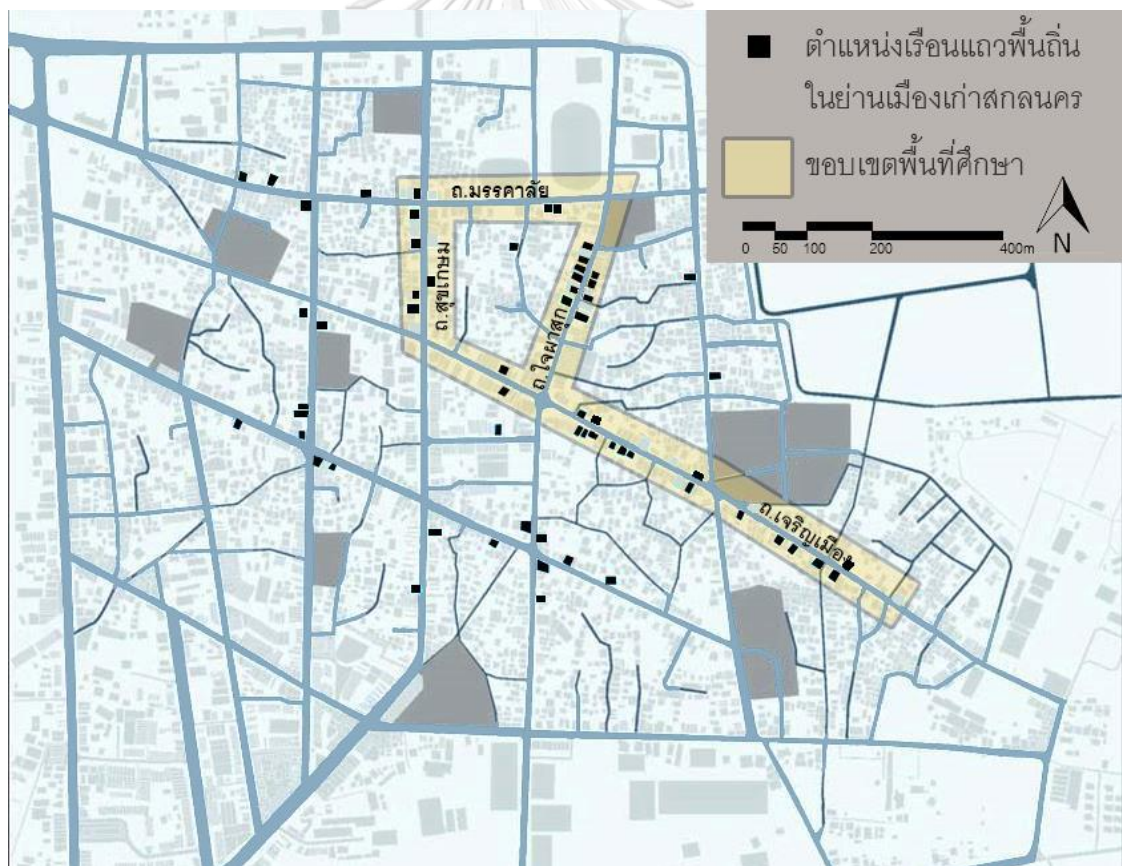 ตำแหน่งเรือนแถวพื้นถิ่น
ในย่านเมืองเก่าสกลนคร
ขอบเขตพื้นที่ศึกษา
0 50 100 200 400m
N
ถ.มรรคาลัย
ถ.สุขเกษม
ถ.ใจผาสุก
ถ.เจริญเมือง